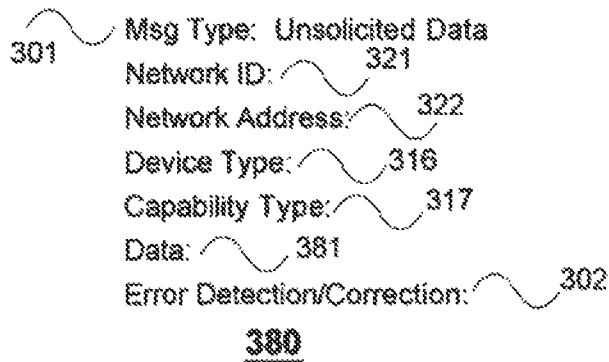 301 Msg Type: Unsolicited Data
Network ID: 321
Network Address: 322
Device Type: 316
Capability Type: 317
Data: 381
Error Detection/Correction: 302
380